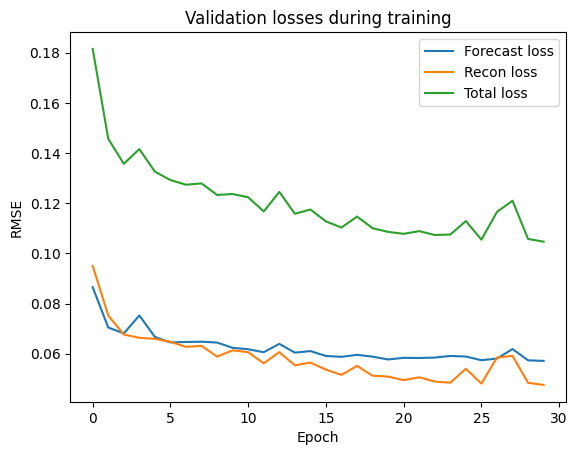 Validation losses during training
0.18
0.16
0.14
0.12
0.10
0.08
0.06
RMSE
Forecast loss
Recon loss
Total loss
0 5 10 15 20 25 30
Epoch